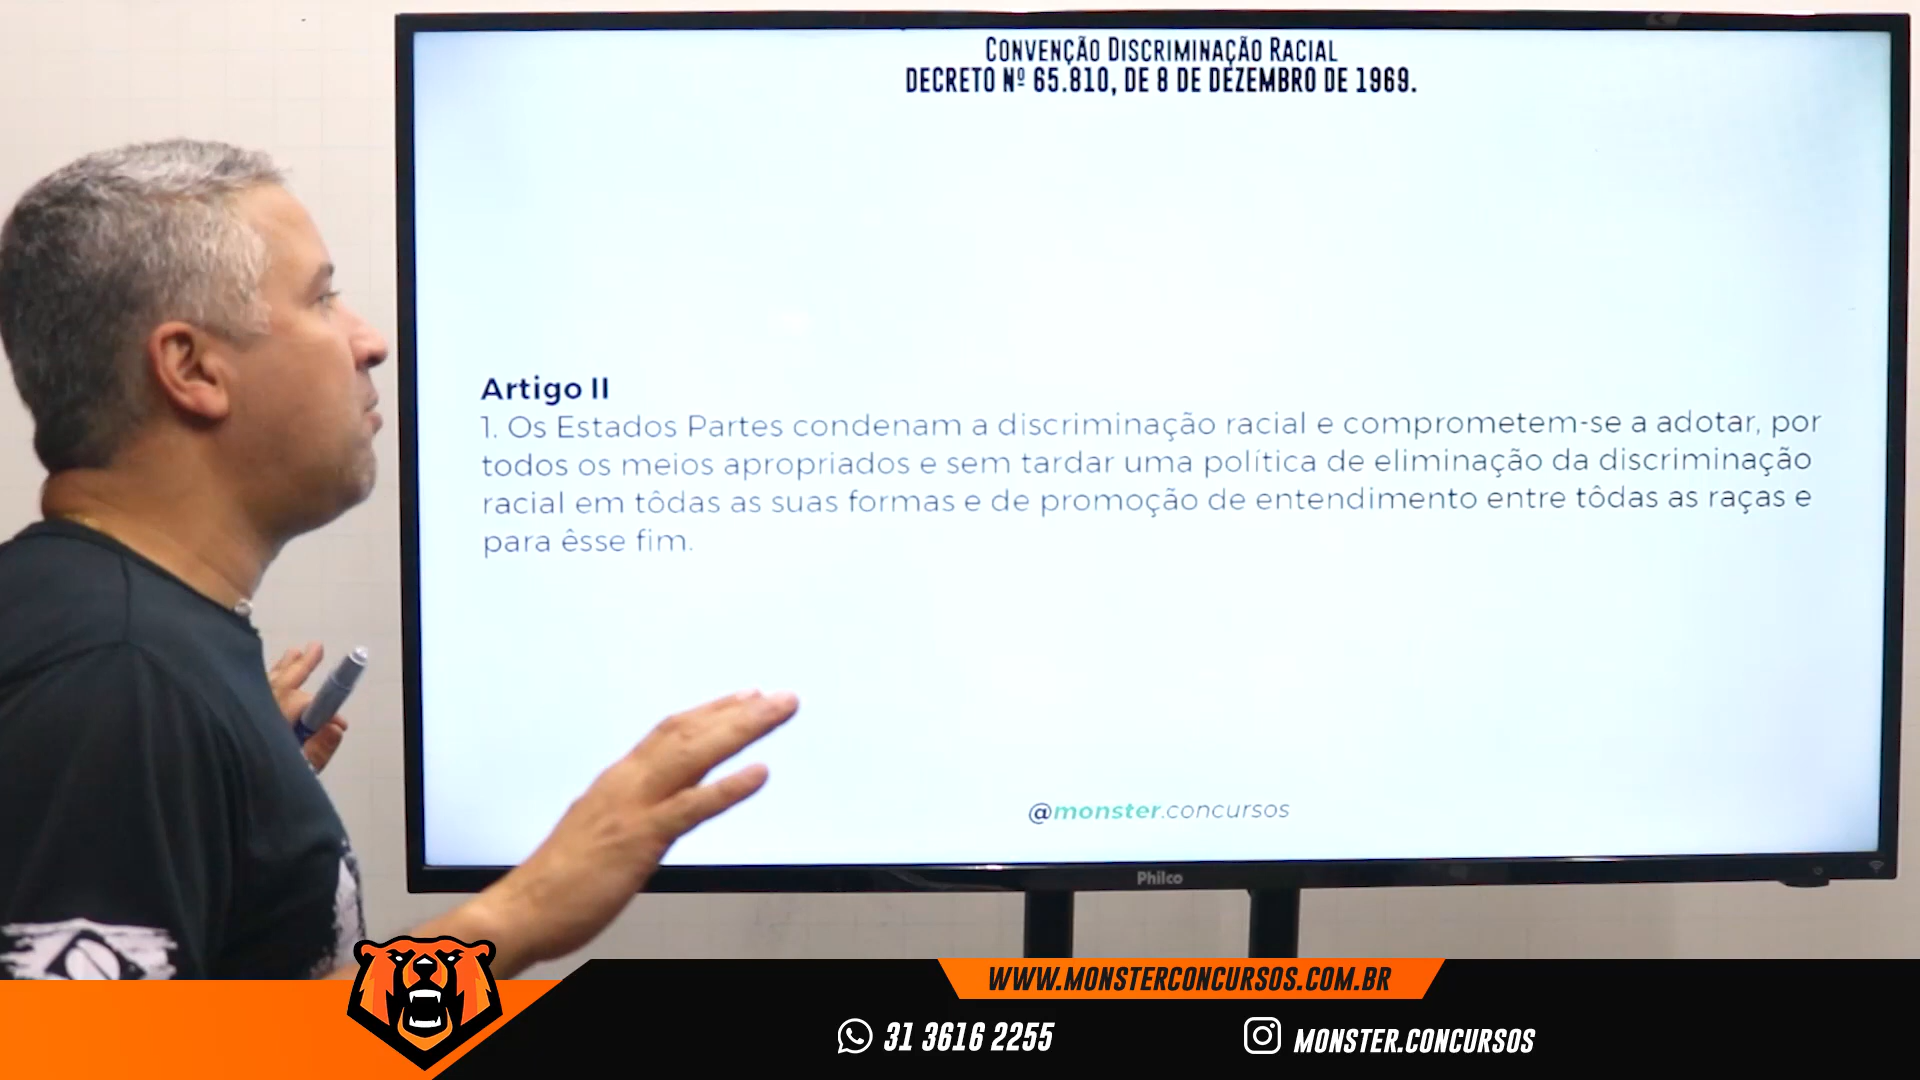 CONVENÇÃO DISCRIMINAÇÃO RACIAL
DECRETO Nº 65.810, DE 8 DE DEZEMBRO DE 1969.
Artigo II
1. Os Estados Partes condenam a discriminação racial e comprometem-se a adotar, por
todos os meios apropriados e sem tardar uma política de eliminação da discriminação
racial em tôdas as suas formas e de promoção de entendimento entre tôdas as raças e
para êsse fim.
@monster.concursos
Philco
WWW.MONSTERCONCURSOS.COM.BR
31 3616 2255
MONSTER.CONCURSOS